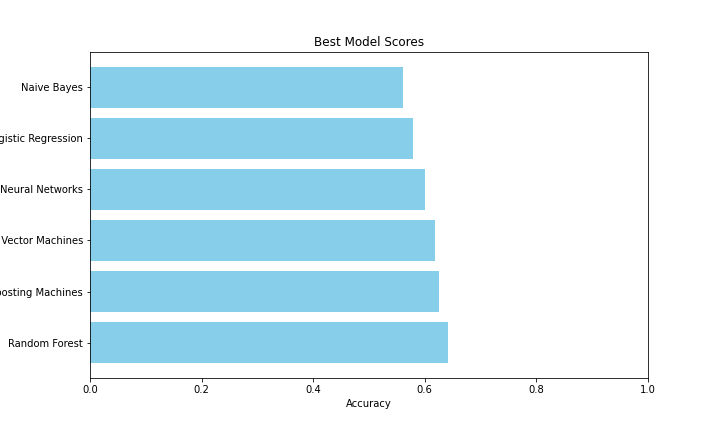 Best Model Scores
Naive Bayes
gistic Regression
Neural Networks
Vector Machines
osting Machines
Random Forest
0.0 0.2 0.4 0.6 0.8 1.0
Accuracy